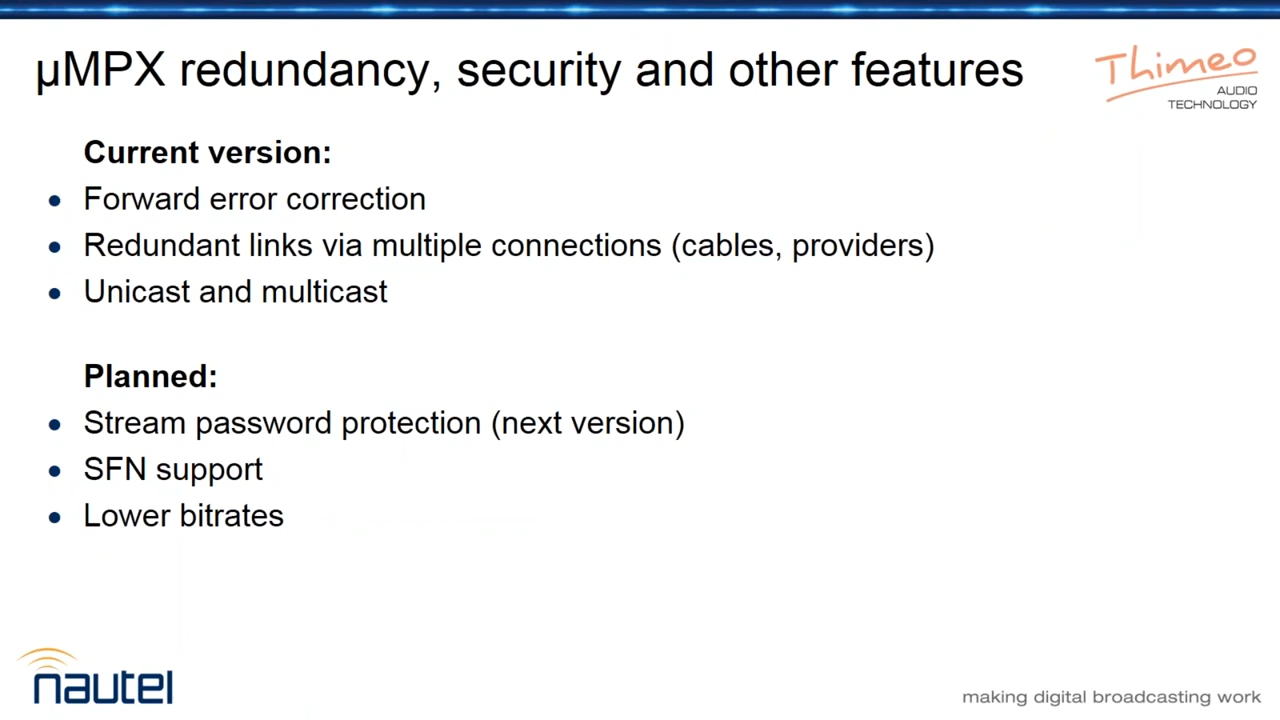 µMPX redundancy, security and other features
Thimeo
AUDIO
TECHNOLOGY
Current version:
Forward error correction
Redundant links via multiple connections (cables, providers)
Unicast and multicast
Planned:
Stream password protection (next version)
SFN support
Lower bitrates
nautel
making digital broadcasting work